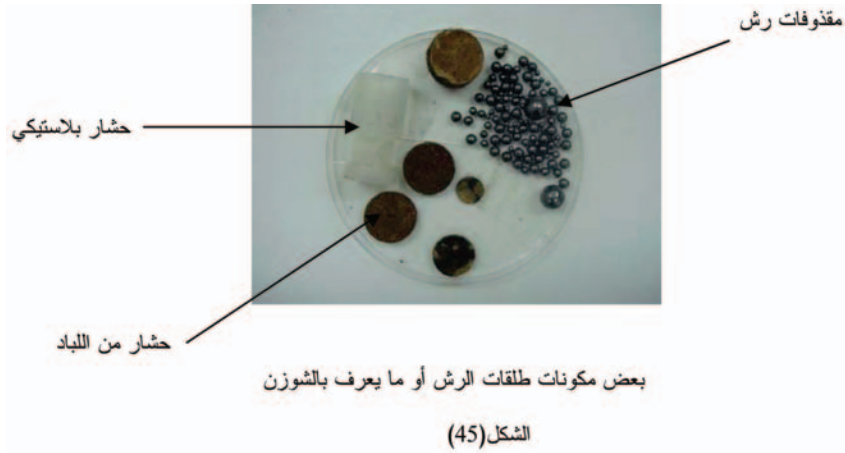 مقذوفات رش
حشار بلاستيكي
حشار من اللباد
بعض مكونات طلقات الرش أو ما يعرف بالشوزن
الشكل(45)